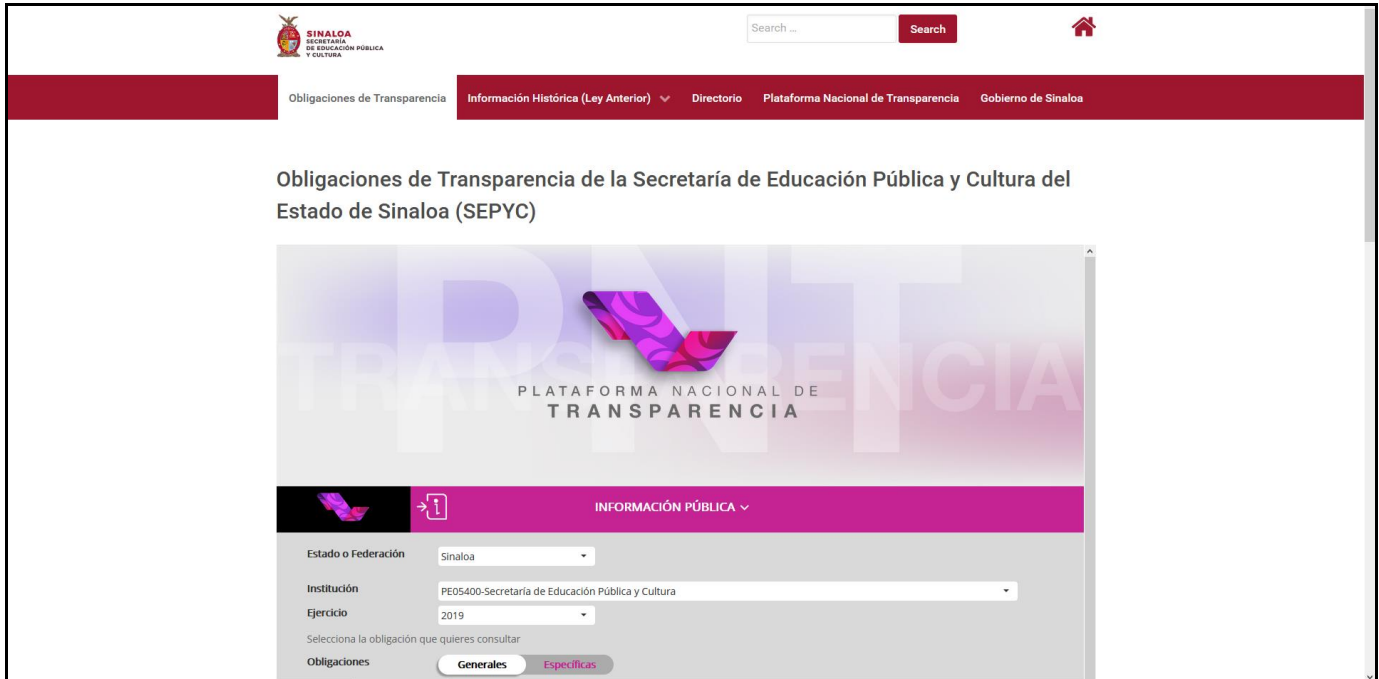 SINALOA
SECRETARÍA
DE EDUCACIÓN PÚBLICA
Y CULTURA
Search ...
Search
Obligaciones de Transparencia
Información Histórica (Ley Anterior)
Directorio
Plataforma Nacional de Transparencia
Gobierno de Sinaloa
Obligaciones de Transparencia de la Secretaría de Educación Pública y Cultura del
Estado de Sinaloa (SEPYC)
PNT
TRANSPARENCIA
PLATAFORMA NACIONAL DE
TRANSPARENCIA
INFORMACIÓN PÚBLICA
Estado o Federación
Sinaloa
Institución
PE05400-Secretaría de Educación Pública y Cultura
Ejercicio
2019
Selecciona la obligación que quieres consultar
Obligaciones
Generales
Específicas